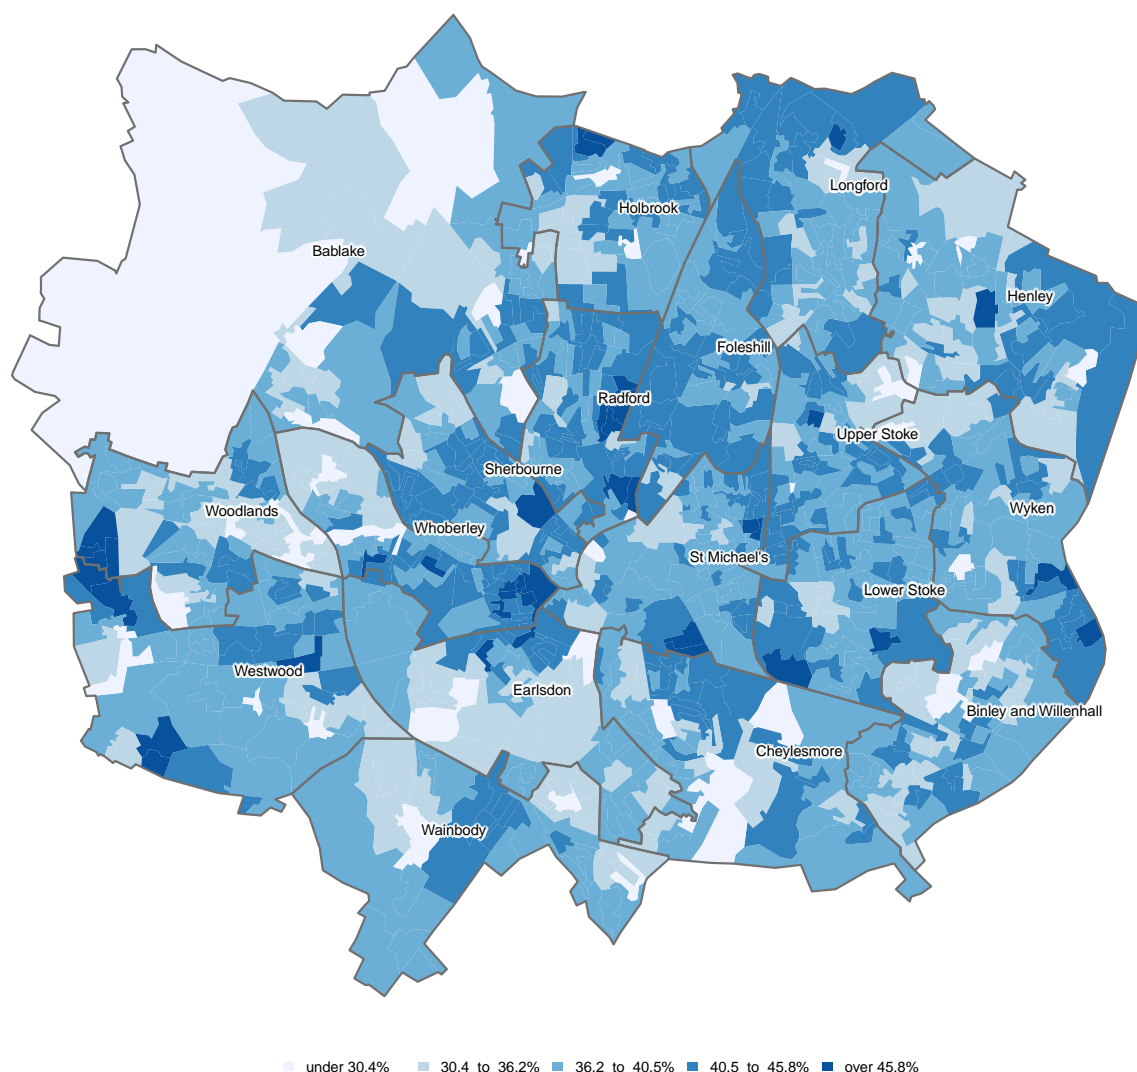 Longford
Holbrook
Bablake
Henley
Foleshill
Radford
Upper Stoke
Sherbourne
Wyken
Woodlands
Whoberley
St Michael's
Lower Stoke
Westwood
Earlsdon
Binley and Willenhall
Cheylesmore
Wainbody
under 30.4% 30.4 to 36.2% 36.2 to 40.5% 40.5 to 45.8% over 45.8%